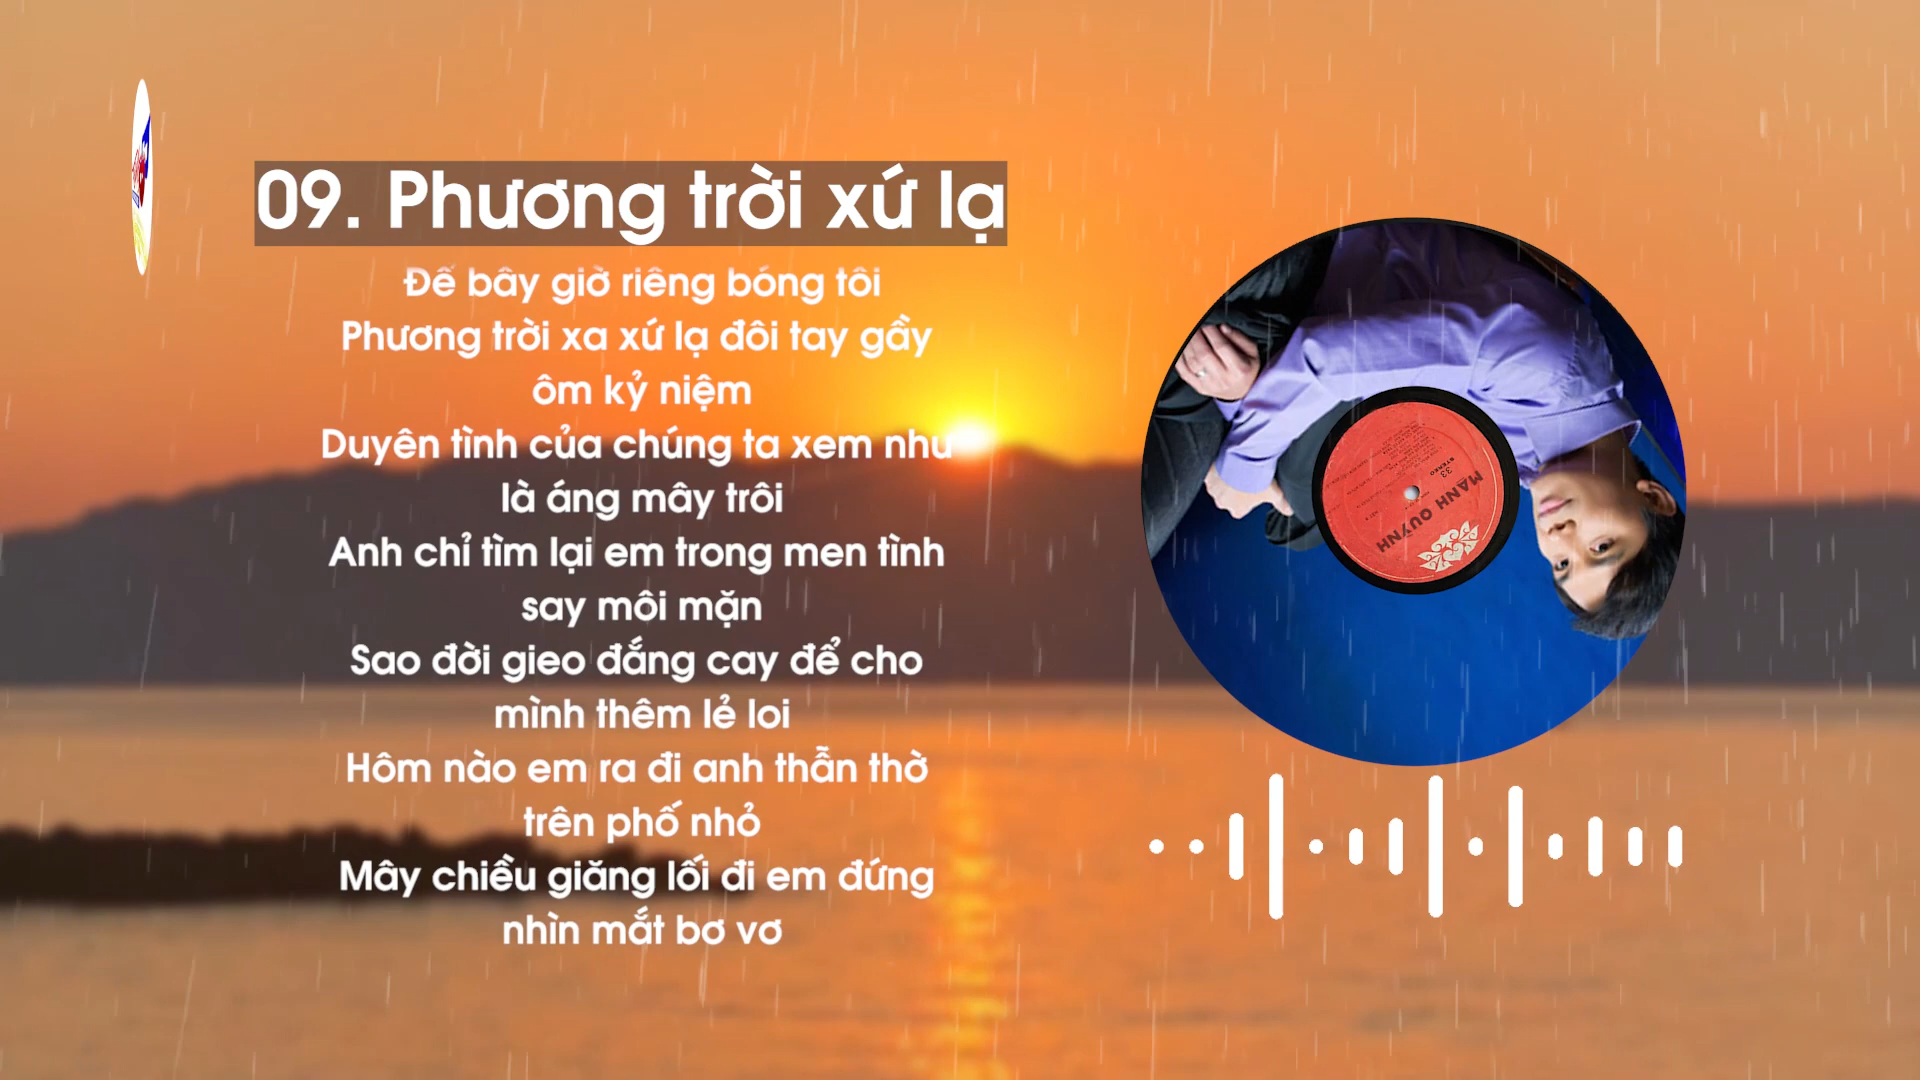 09. Phương trời xứ lạ
Để bây giờ riêng bóng tôi
Phương trời xa xứ lạ đôi tay gầy
ôm kỷ niệm
Duyên tình của chúng ta xem như
là áng mây trôi
Anh chỉ tìm lại em trong men tình
say môi mặn
Sao đời gieo đắng cay để cho
mình thêm lẻ loi
Hôm nào em ra đi anh thẫn thờ
trên phố nhỏ
Mây chiều giăng lối đi em đứng
nhìn mắt bơ vơ
33
STEREO
MẠNH QUỲNH